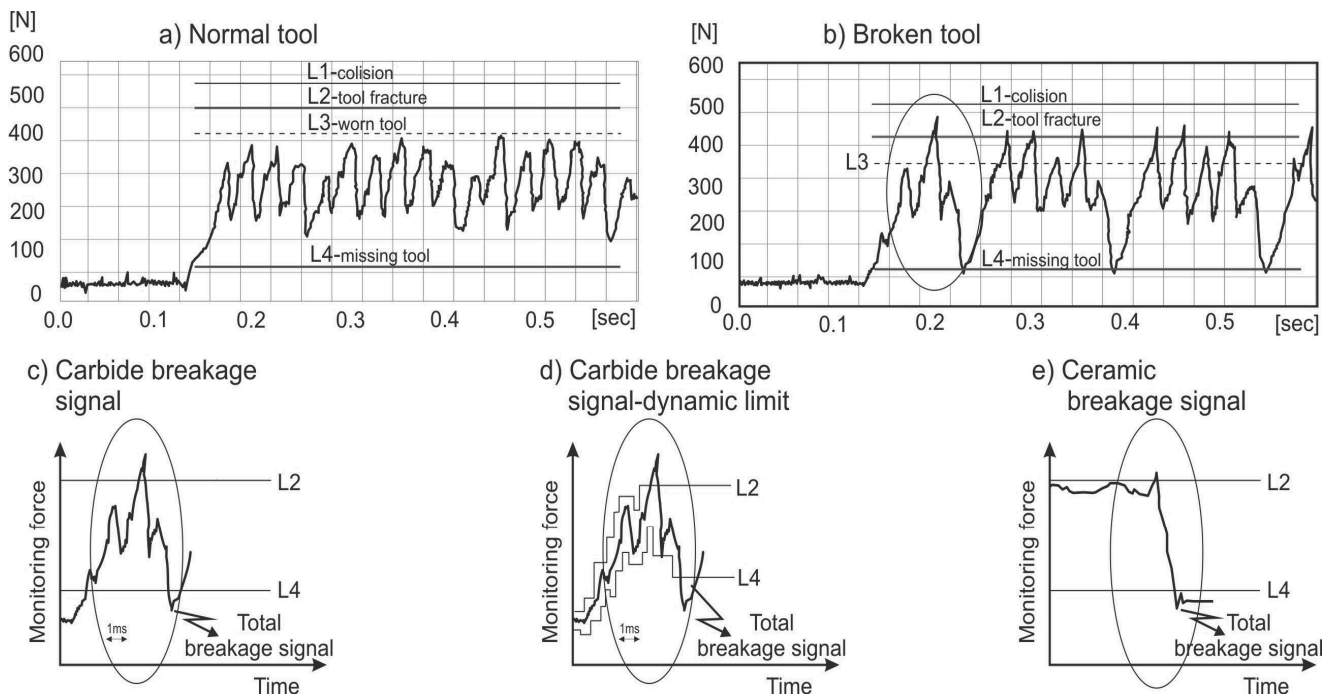 [N]
a) Normal tool
600
500
400
300
200
100
0
L1-colision
L2-tool fracture
L3-worn tool
L4-missing tool
0.0 0.1 0.2 0.3 0.4 0.5 [sec]
[N]
b) Broken tool
600
500
400
300
200
100
0
L1-colision
L2-tool fracture
L3
L4-missing tool
0.0 0.1 0.2 0.3 0.4 0.5 [sec]
c) Carbide breakage
signal
Monitoring force
L2
L4
1ms
Total
breakage signal
Time
d) Carbide breakage
signal-dynamic limit
Monitoring force
L2
L4
1ms
Total
breakage signal
Time
e) Ceramic
breakage signal
Monitoring force
L2
L4
Total
breakage signal
Time